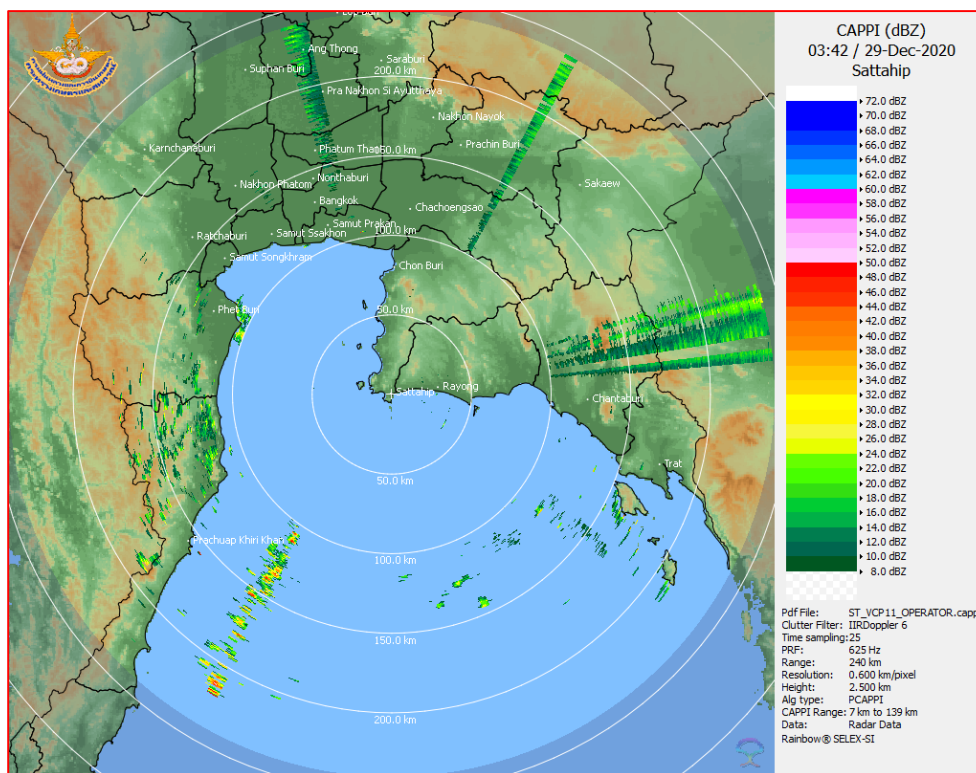 Ang Thong
Saraburi
Suphan Buri
200.0 km
Pra Nakhon Si Ayutthaya
Nakhon Nayok
Karnchanaburi
Phatum Thani
150.0 km
Prachin Buri
Nakhon Phatom
Nonthaburi
Sakaew
Bangkok
Chachoengsao
Samut Prakan
Ratchaburi
Samut Ssakhon
100.0 km
Samut Songkhram
Chon Buri
Phet Buri
50.0 km
Sattahip
Rayong
Chantaburi
Trat
50.0 km
Prachuap Khiri Khan
100.0 km
150.0 km
200.0 km
CAPPI (dBZ)
03:42 / 29-Dec-2020
Sattahip
72.0 dBZ
70.0 dBZ
68.0 dBZ
66.0 dBZ
64.0 dBZ
62.0 dBZ
60.0 dBZ
58.0 dBZ
56.0 dBZ
54.0 dBZ
52.0 dBZ
50.0 dBZ
48.0 dBZ
46.0 dBZ
44.0 dBZ
42.0 dBZ
40.0 dBZ
38.0 dBZ
36.0 dBZ
34.0 dBZ
32.0 dBZ
30.0 dBZ
28.0 dBZ
26.0 dBZ
24.0 dBZ
22.0 dBZ
20.0 dBZ
18.0 dBZ
16.0 dBZ
14.0 dBZ
12.0 dBZ
10.0 dBZ
8.0 dBZ
Pdf File: ST_VCP11_OPERATOR.capp
Clutter Filter: IIRDoppler 6
Time sampling:25
PRF: 625 Hz
Range: 240 km
Resolution: 0.600 km/pixel
Height: 2.500 km
Alg type: PCAPPI
CAPPI Range: 7 km to 139 km
Data: Radar Data
Rainbow® SELEX-SI